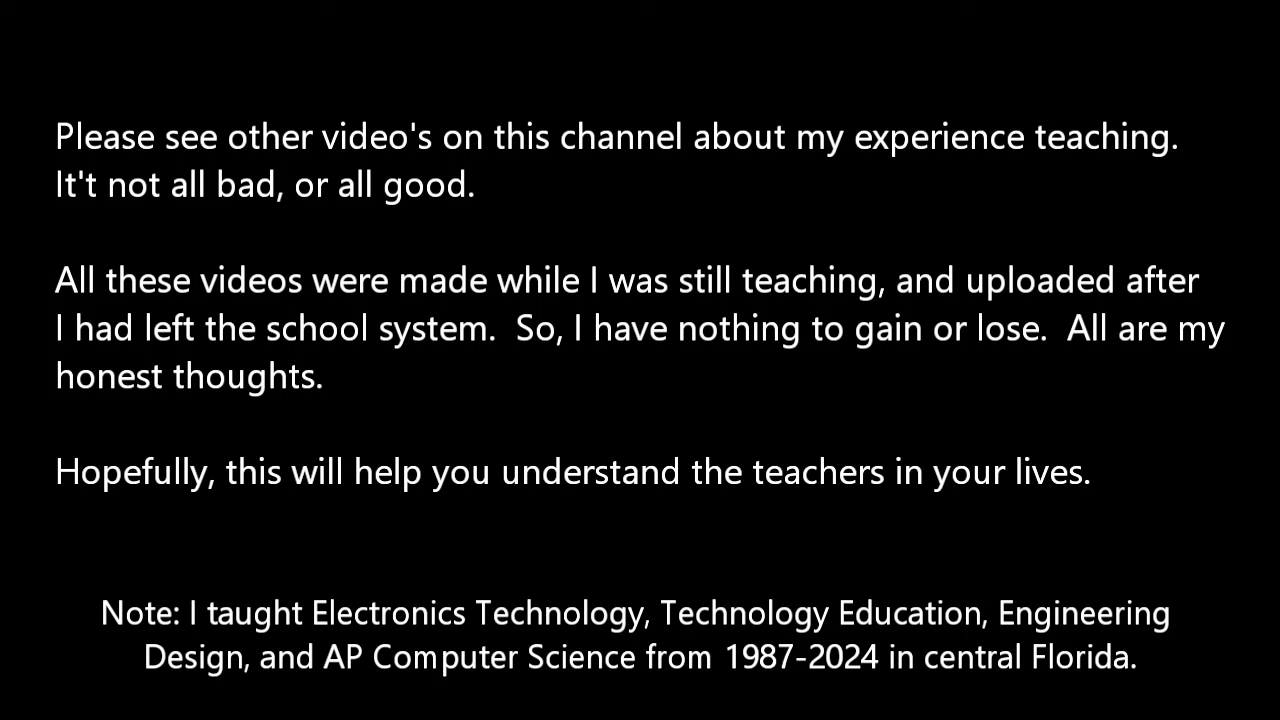 Please see other video's on this channel about my experience teaching.
It't not all bad, or all good.
All these videos were made while I was still teaching, and uploaded after
I had left the school system.  So, I have nothing to gain or lose.  All are my
honest thoughts.
Hopefully, this will help you understand the teachers in your lives.
Note: I taught Electronics Technology, Technology Education, Engineering
Design, and AP Computer Science from 1987-2024 in central Florida.